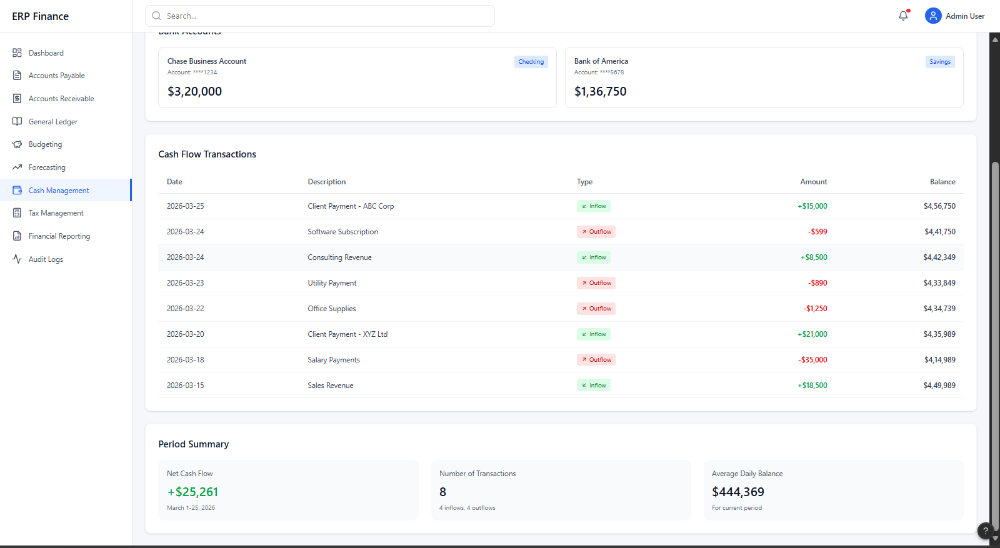 ERP Finance
Search...
Admin User
Dashboard
Accounts Payable
Accounts Receivable
General Ledger
Budgeting
Forecasting
Cash Management
Tax Management
Financial Reporting
Audit Logs
Bank Accounts
Chase Business Account
Checking
Account: ****1234
$3,20,000
Bank of America
Savings
Account: ****5678
$1,36,750
Cash Flow Transactions
Date Description Type Amount Balance
2026-03-25 Client Payment - ABC Corp Inflow +$15,000 $4,56,750
2026-03-24 Software Subscription Outflow -$599 $4,41,750
2026-03-24 Consulting Revenue Inflow +$8,500 $4,42,349
2026-03-23 Utility Payment Outflow -$890 $4,33,849
2026-03-22 Office Supplies Outflow -$1,250 $4,34,739
2026-03-20 Client Payment - XYZ Ltd Inflow +$21,000 $4,35,989
2026-03-18 Salary Payments Outflow -$35,000 $4,14,989
2026-03-15 Sales Revenue Inflow +$18,500 $4,49,989
Period Summary
Net Cash Flow
+$25,261
March 1-25, 2026
Number of Transactions
8
4 inflows, 4 outflows
Average Daily Balance
$444,369
For current period
?